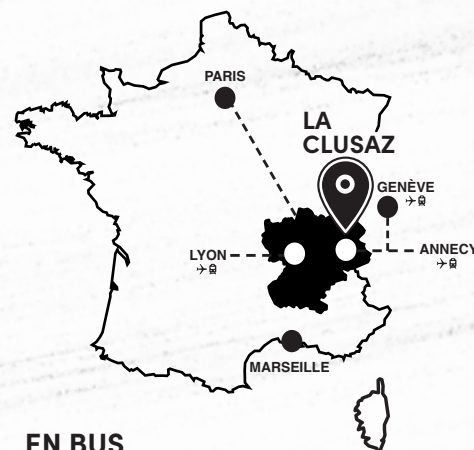 PARIS
LA
CLUSAZ
GENÈVE
LYON
ANNECY
MARSEILLE
EN BUS